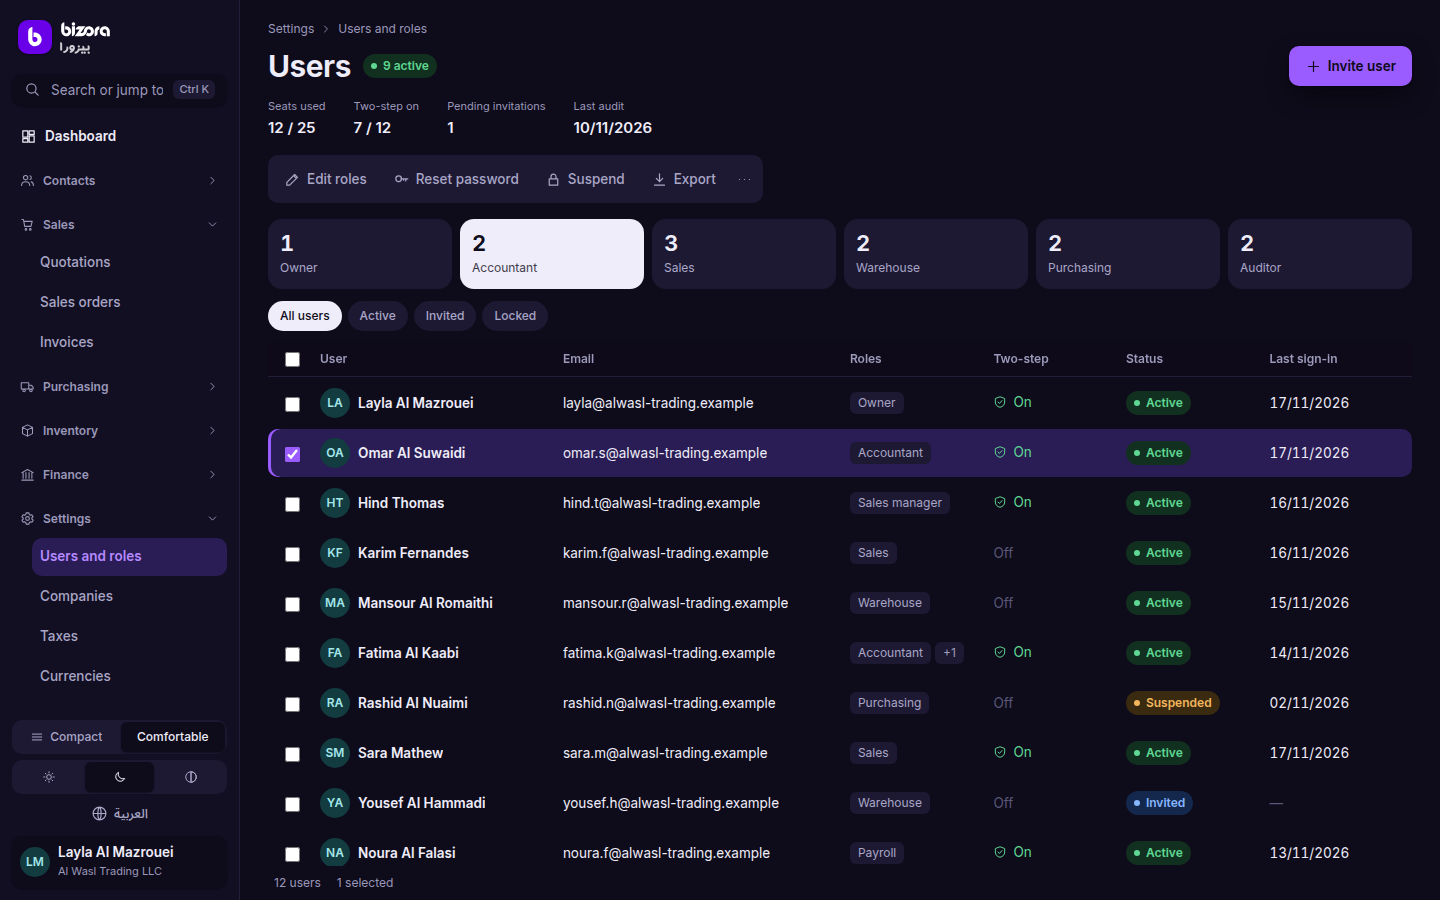 bizora
بيزورا
Search or jump to
Ctrl K
Dashboard
Contacts
Sales
Quotations
Sales orders
Invoices
Purchasing
Inventory
Finance
Settings
Users and roles
Companies
Taxes
Currencies
Compact
Comfortable
العربية
LM
Layla Al Mazrouei
Al Wasl Trading LLC
Settings > Users and roles
Users
9 active
Invite user
Seats used Two-step on Pending invitations Last audit
12 / 25 7 / 12 1 10/11/2026
Edit roles Reset password Suspend Export ...
1 Owner
2 Accountant
3 Sales
2 Warehouse
2 Purchasing
2 Auditor
All users Active Invited Locked
User Email Roles Two-step Status Last sign-in
LA Layla Al Mazrouei layla@alwasl-trading.example Owner On Active 17/11/2026
OA Omar Al Suwaidi omar.s@alwasl-trading.example Accountant On Active 17/11/2026
HT Hind Thomas hind.t@alwasl-trading.example Sales manager On Active 16/11/2026
KF Karim Fernandes karim.f@alwasl-trading.example Sales Off Active 16/11/2026
MA Mansour Al Romaithi mansour.r@alwasl-trading.example Warehouse Off Active 15/11/2026
FA Fatima Al Kaabi fatima.k@alwasl-trading.example Accountant +1 On Active 14/11/2026
RA Rashid Al Nuaimi rashid.n@alwasl-trading.example Purchasing Off Suspended 02/11/2026
SM Sara Mathew sara.m@alwasl-trading.example Sales On Active 17/11/2026
YA Yousef Al Hammadi yousef.h@alwasl-trading.example Warehouse Off Invited —
NA Noura Al Falasi noura.f@alwasl-trading.example Payroll On Active 13/11/2026
12 users 1 selected